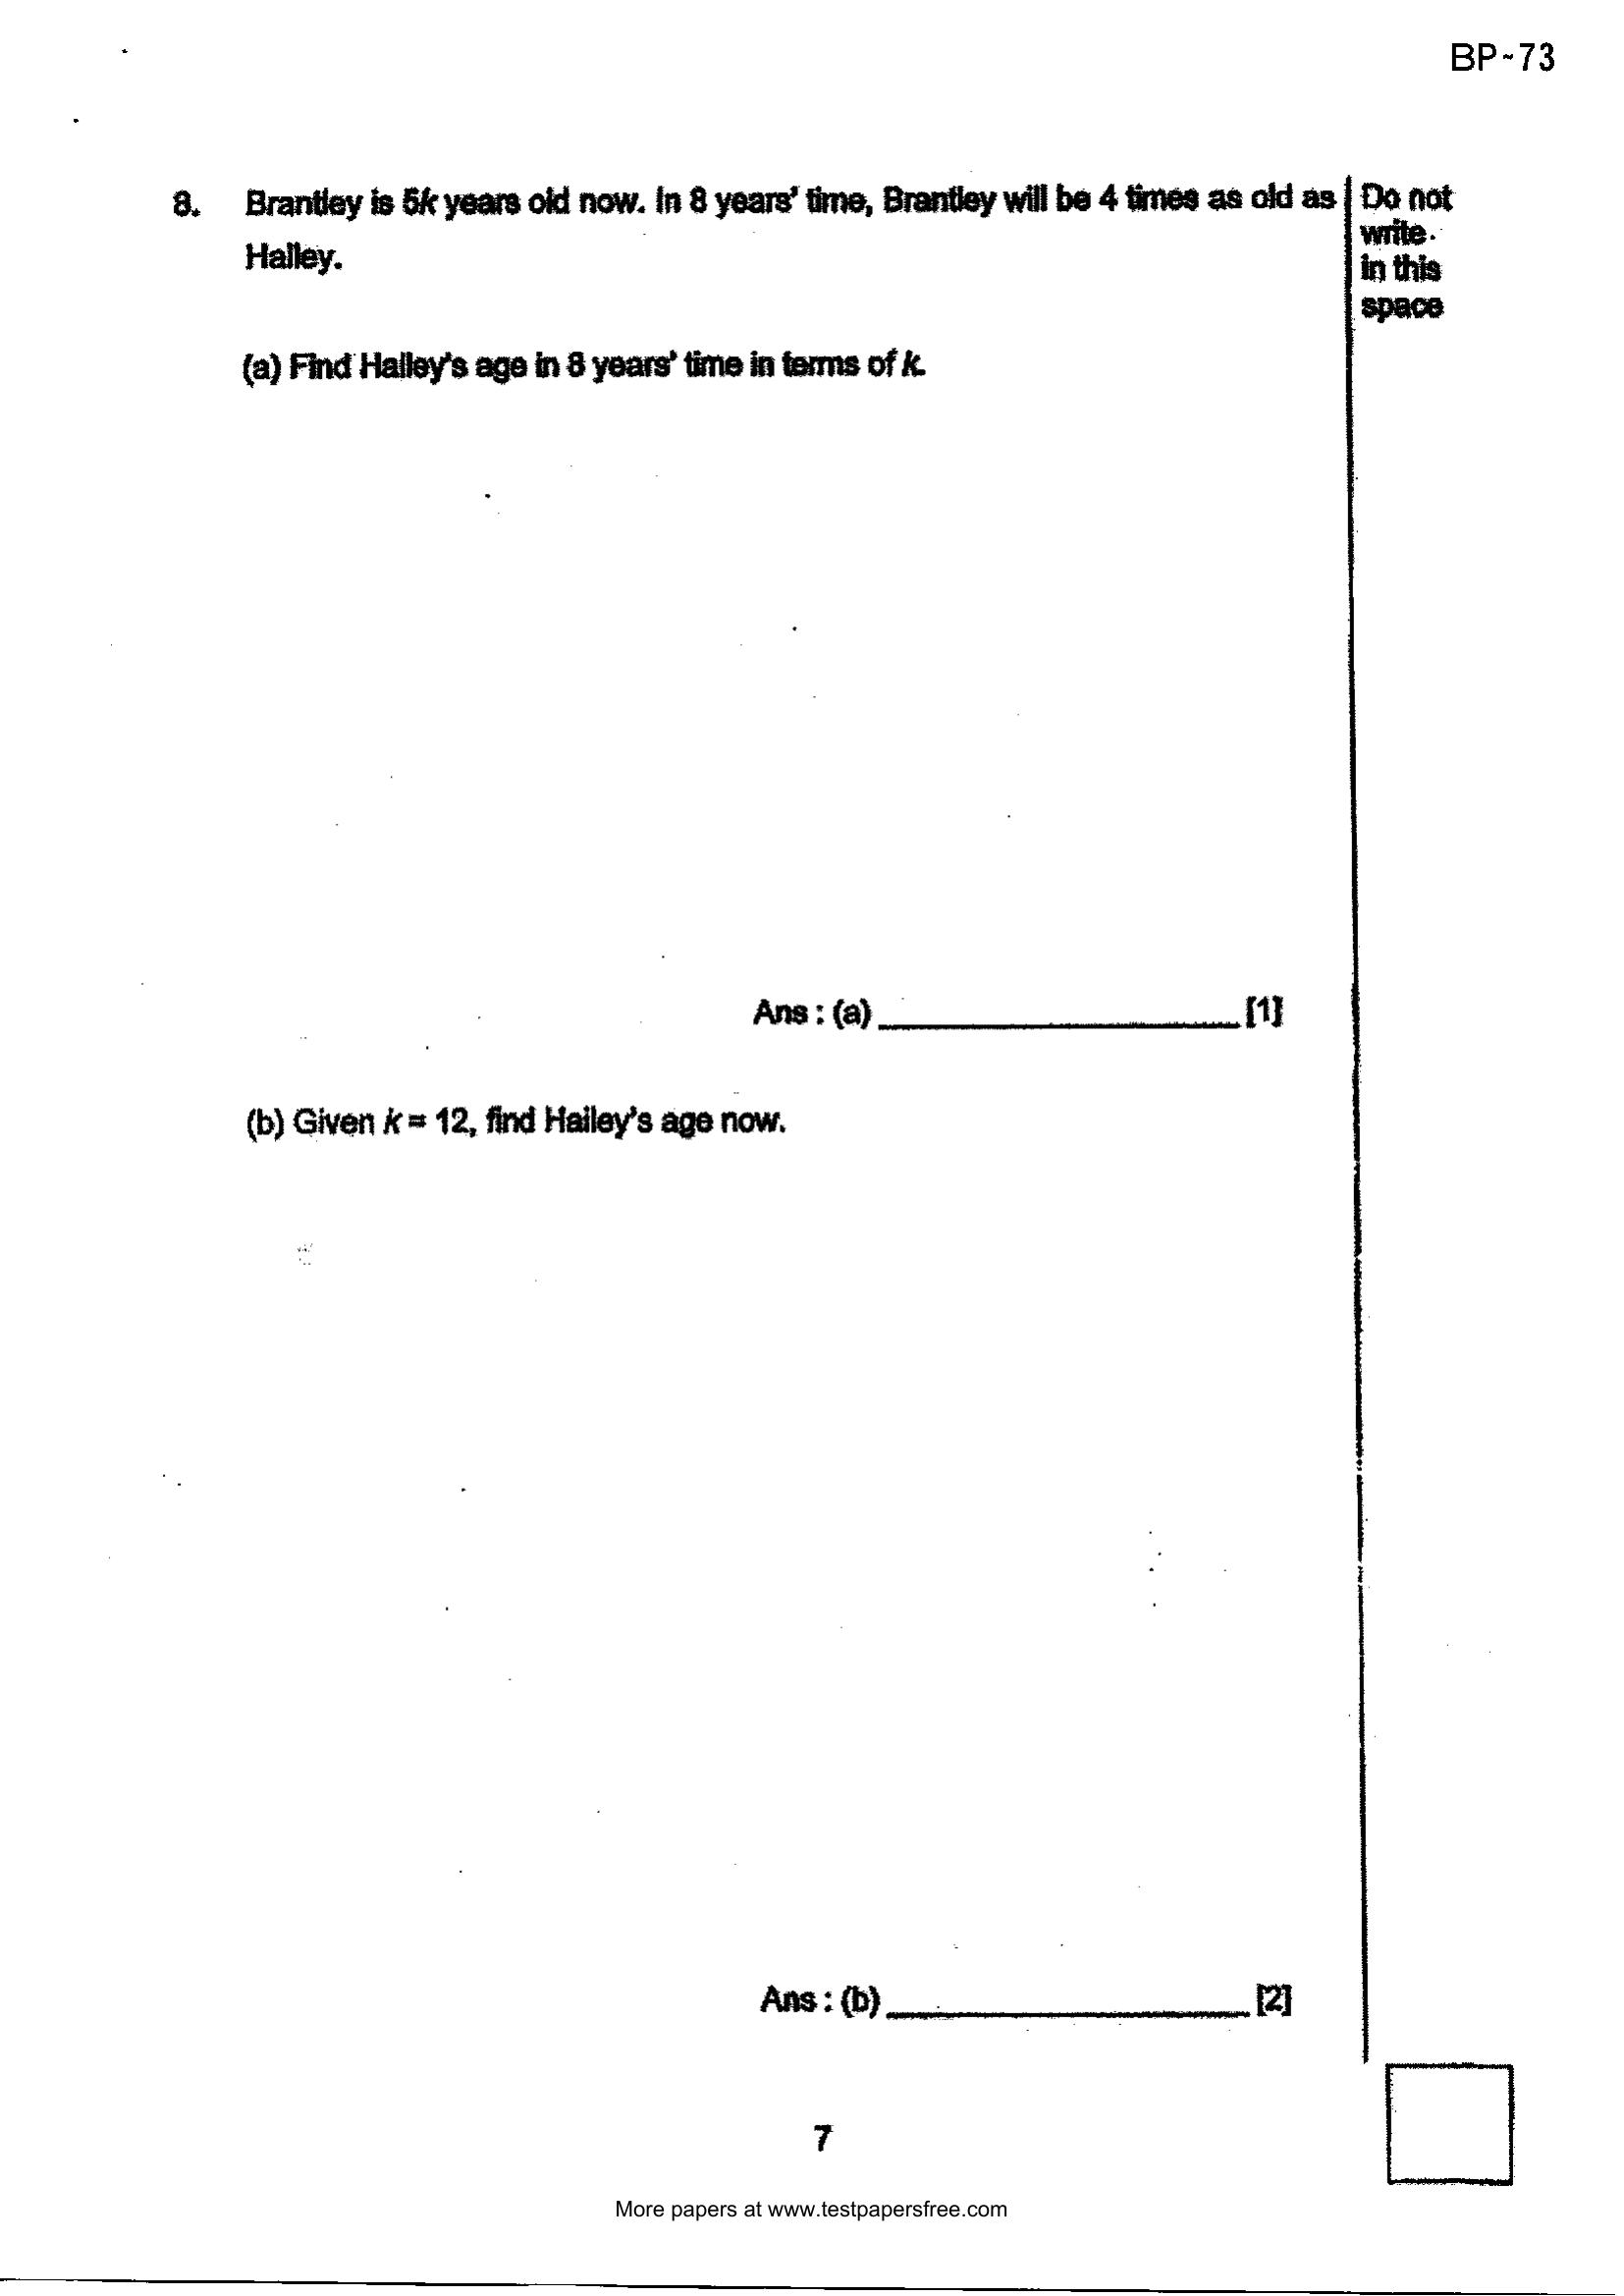 BP-73
8. Brantley is 5k years old now. In 8 years' time, Brantley will be 4 times as old as
Hailey.
Do not
write
in this
space
(a) Find Hailey's age in 8 years' time in terms of k.
Ans : (a) ____________________ [1]
(b) Given k = 12, find Hailey's age now.
Ans : (b) ____________________ [2]
7
More papers at www.testpapersfree.com